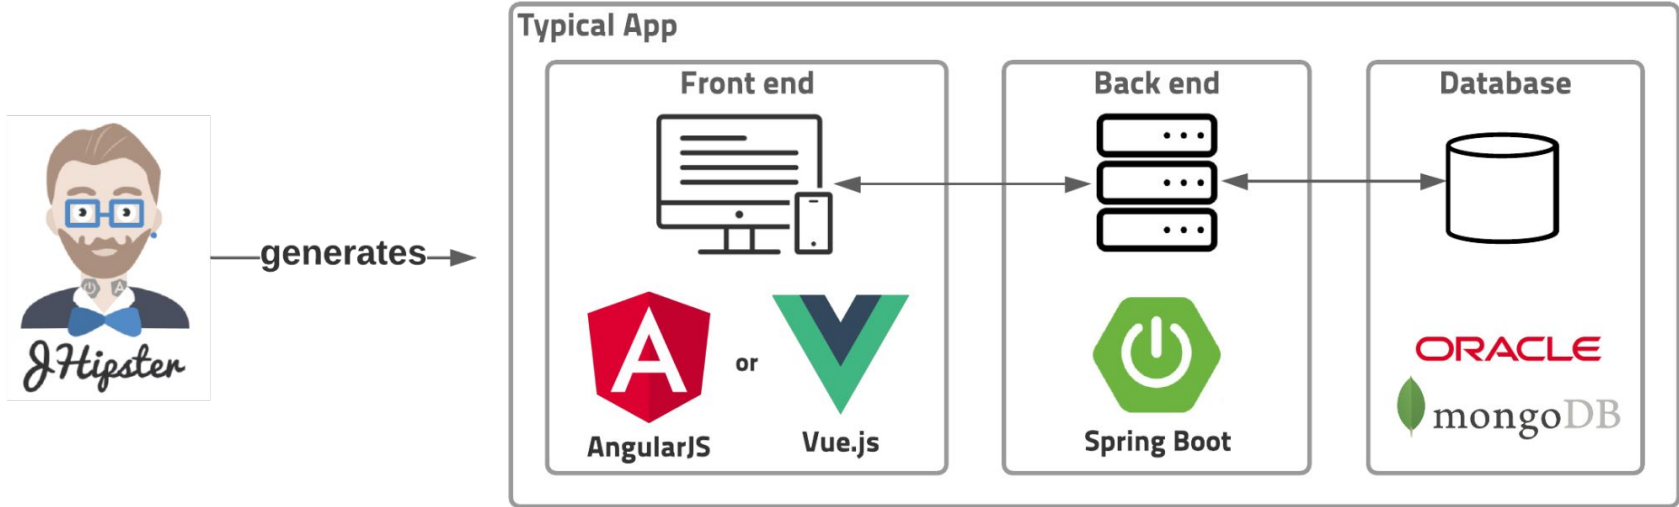 JHipster
generates
Typical App
Front end
AngularJS
or
Vue.js
Back end
Spring Boot
Database
ORACLE
mongoDB